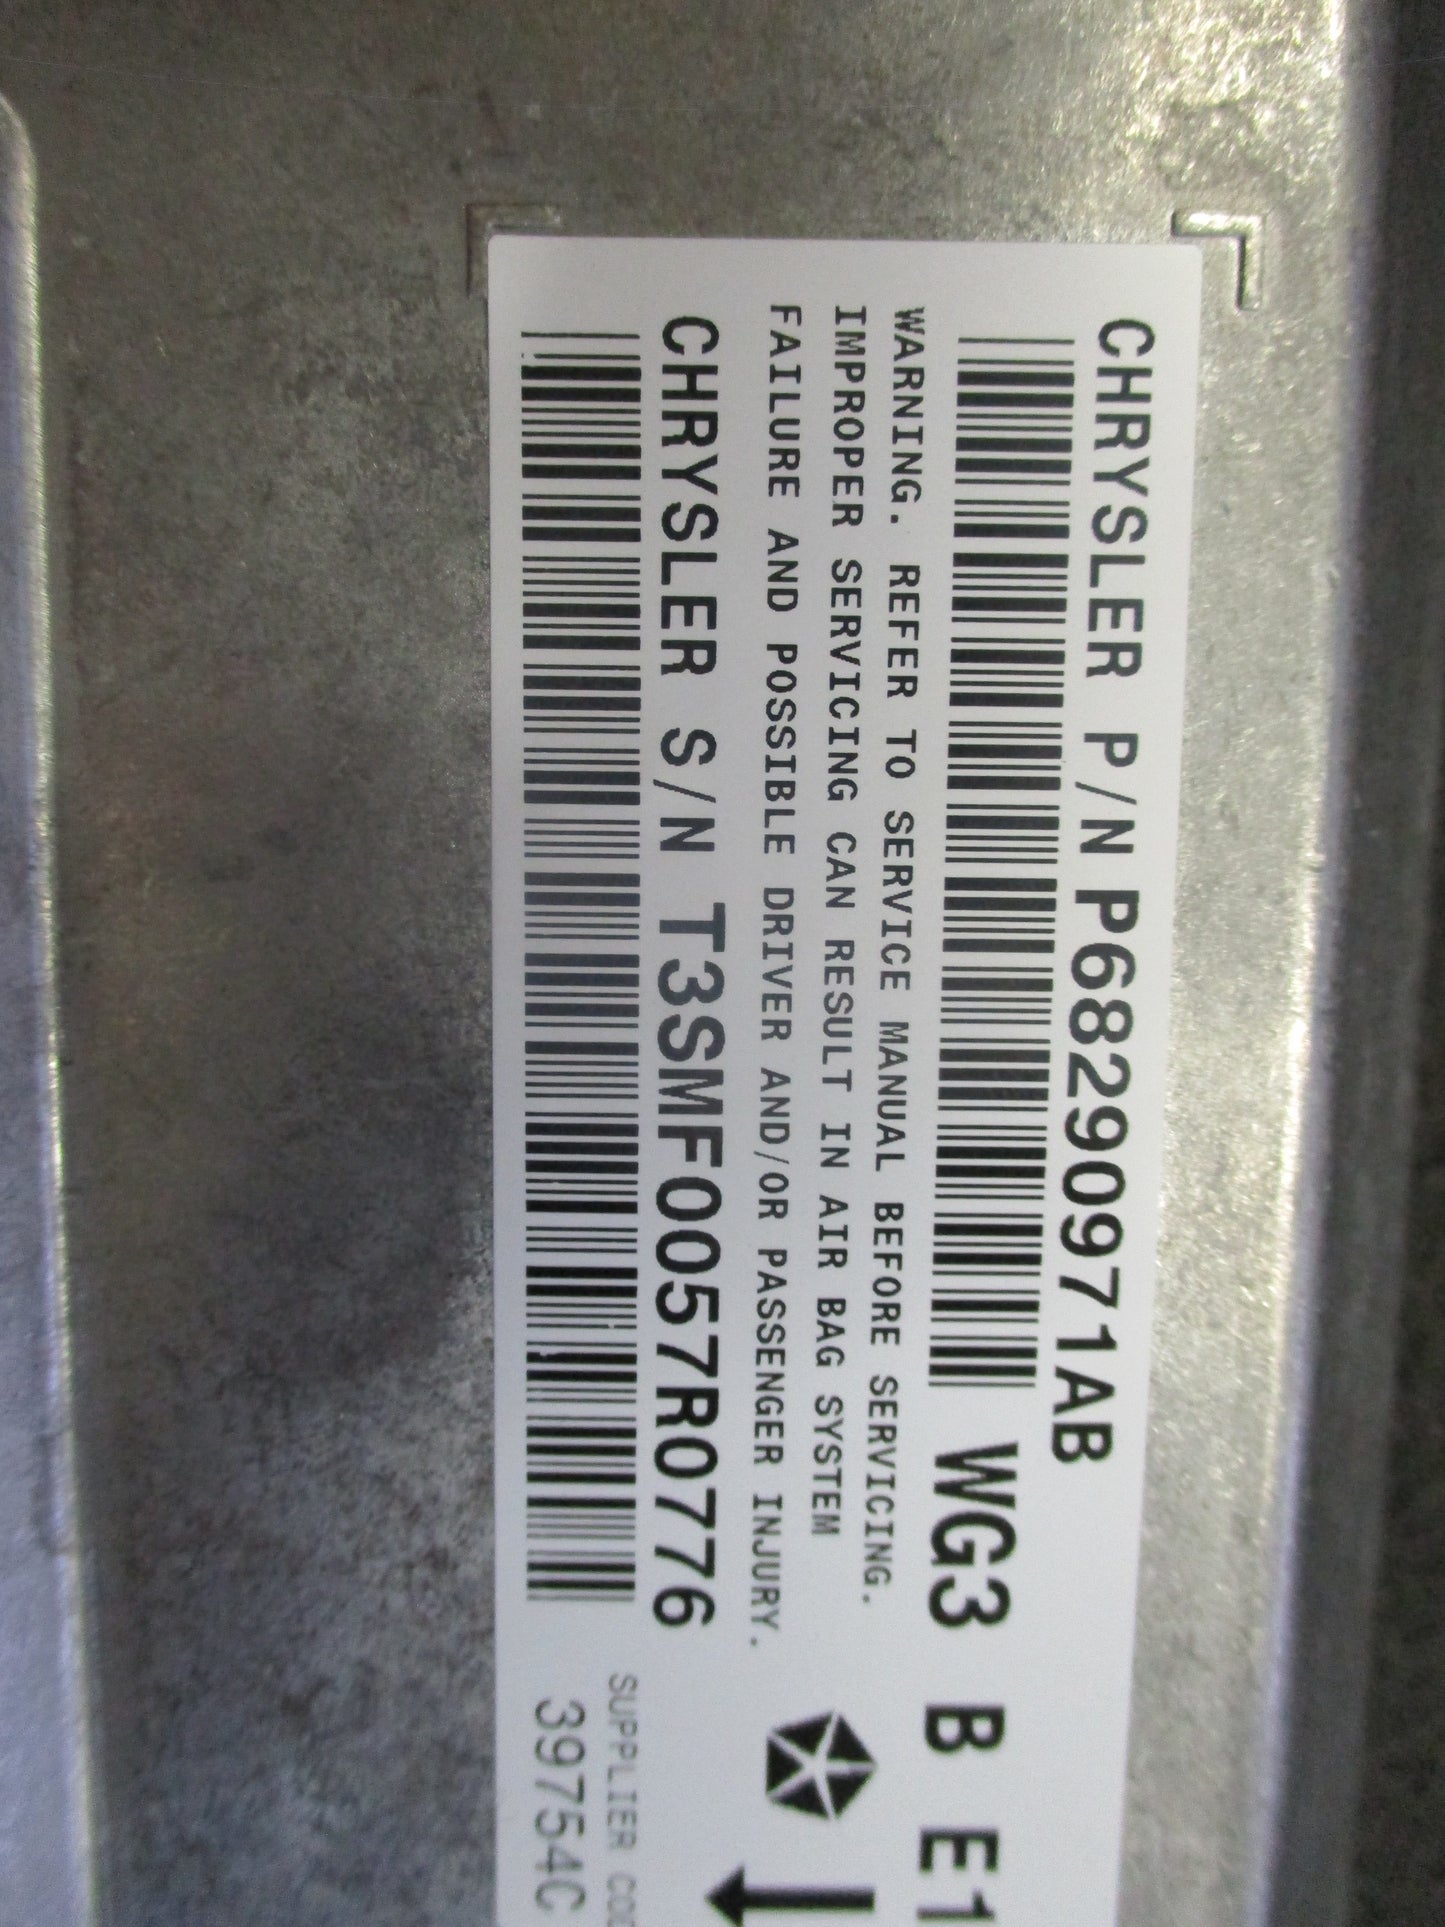 CHRYSLER P/N P68290971AB
WG3 B E1
WARNING. REFER TO SERVICE MANUAL BEFORE SERVICING.
IMPROPER SERVICING CAN RESULT IN AIR BAG SYSTEM
FAILURE AND POSSIBLE DRIVER AND/OR PASSENGER INJURY.
CHRYSLER S/N T3SMF0057R0776
SUPPLIER COD
39754C